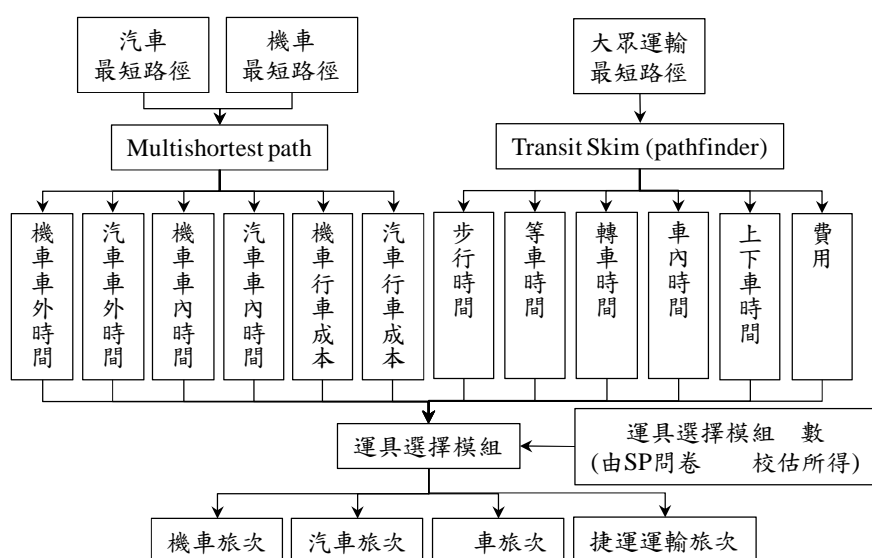 汽車
最短路徑
機車
最短路徑
大眾運輸
最短路徑
Multishortest path
Transit Skim (pathfinder)
機車車外時間
汽車車外時間
機車車內時間
汽車車內時間
機車行車成本
汽車行車成本
步行時間
等車時間
轉車時間
車內時間
上下車時間
費用
運具選擇模組
運具選擇模組 數
(由SP問卷 校估所得)
機車旅次
汽車旅次
車旅次
捷運運輸旅次